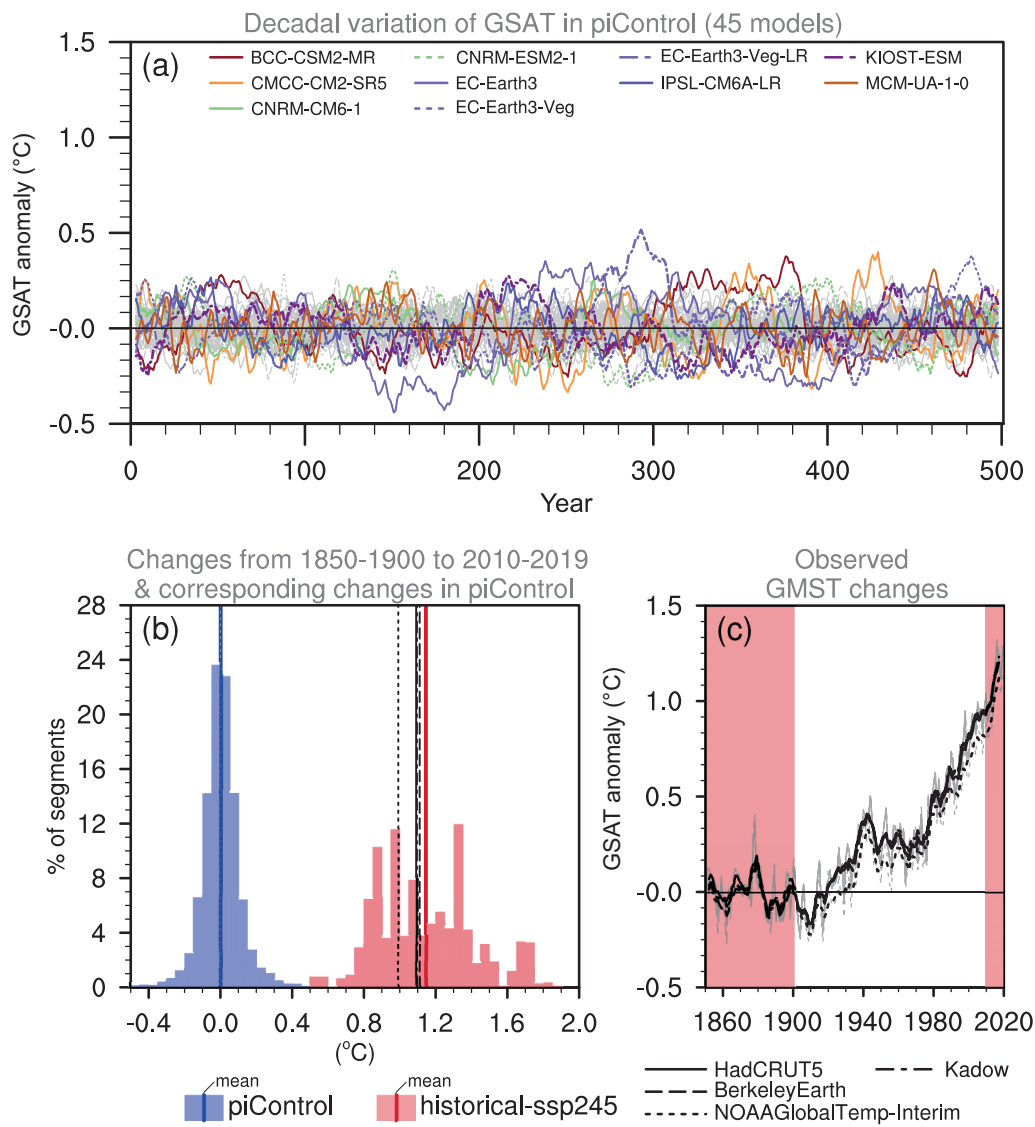 Decadal variation of GSAT in piControl (45 models)
(a)
BCC-CSM2-MR
CMCC-CM2-SR5
CNRM-CM6-1
CNRM-ESM2-1
EC-Earth3
EC-Earth3-Veg
EC-Earth3-Veg-LR
IPSL-CM6A-LR
KIOST-ESM
MCM-UA-1-0
GSAT anomaly (°C)
1.5
1.0
0.5
-0.0
-0.5
0 100 200 300 400 500
Year
Changes from 1850-1900 to 2010-2019
& corresponding changes in piControl
(b)
% of segments
28
24
20
16
12
8
4
0
-0.4 0.0 0.4 0.8 1.2 1.6 2.0
(°C)
mean
piControl
mean
historical-ssp245
Observed
GMST changes
(c)
GSAT anomaly (°C)
1.5
1.0
0.5
-0.0
-0.5
1860 1900 1940 1980 2020
HadCRUT5
Kadow
BerkeleyEarth
NOAAGlobalTemp-Interim